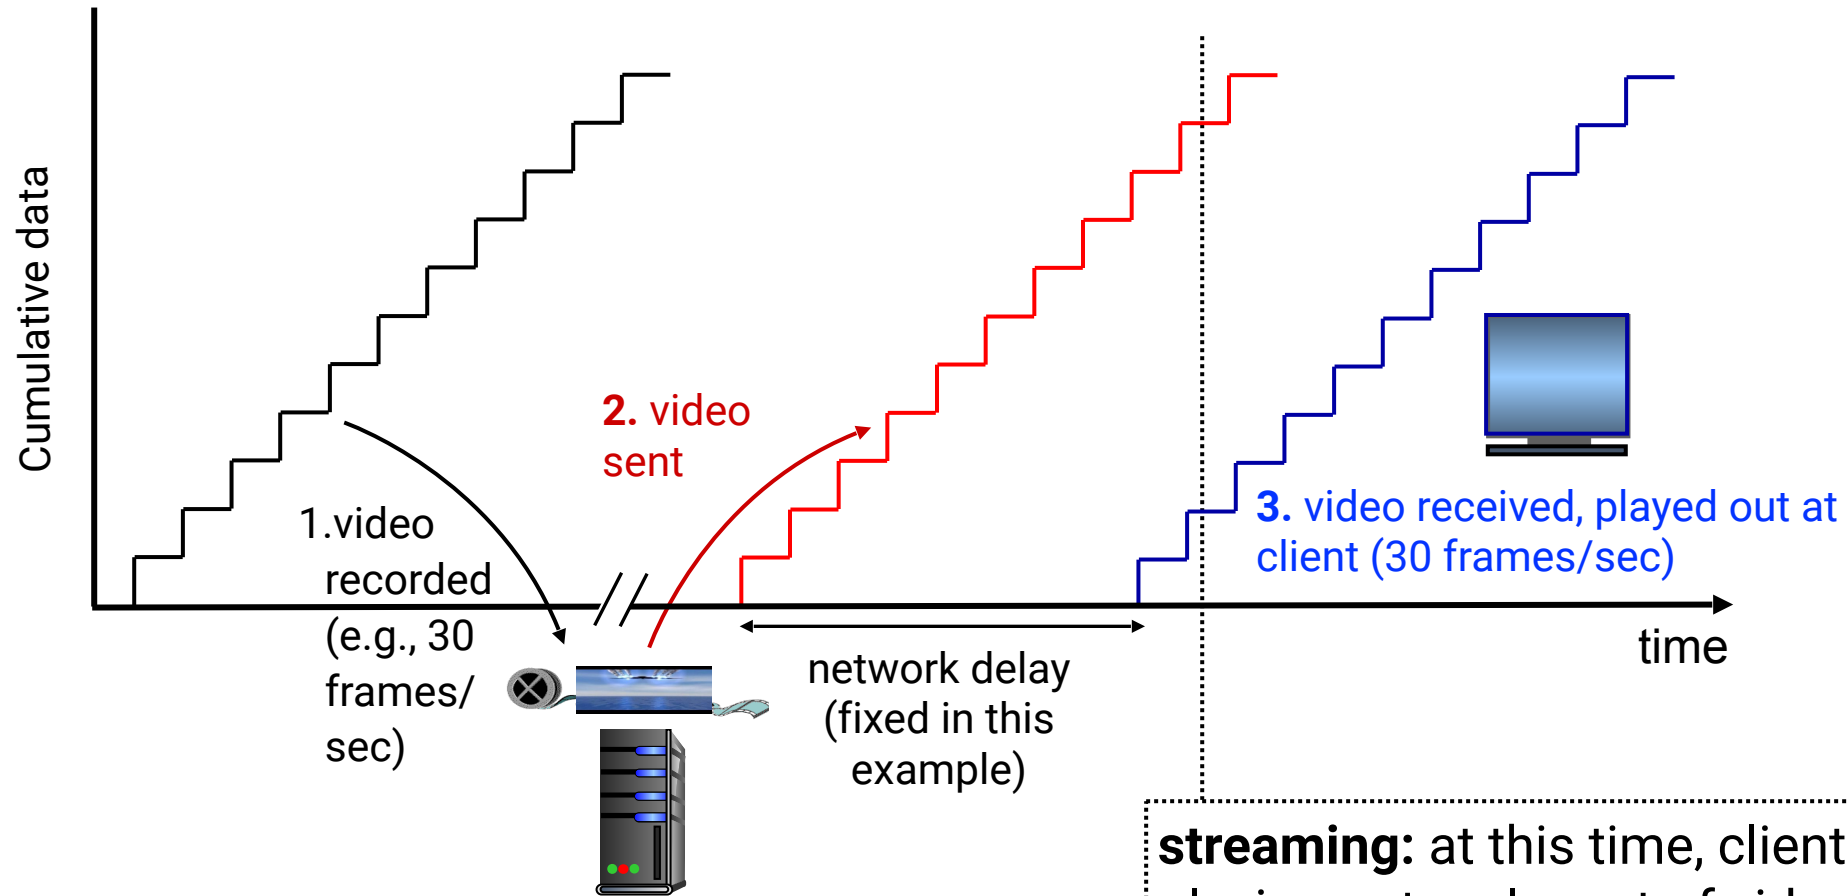 Cumulative data
1.video
recorded
(e.g., 30
frames/
sec)
2. video
sent
3. video received, played out at
client (30 frames/sec)
time
network delay
(fixed in this
example)
streaming: at this time, client